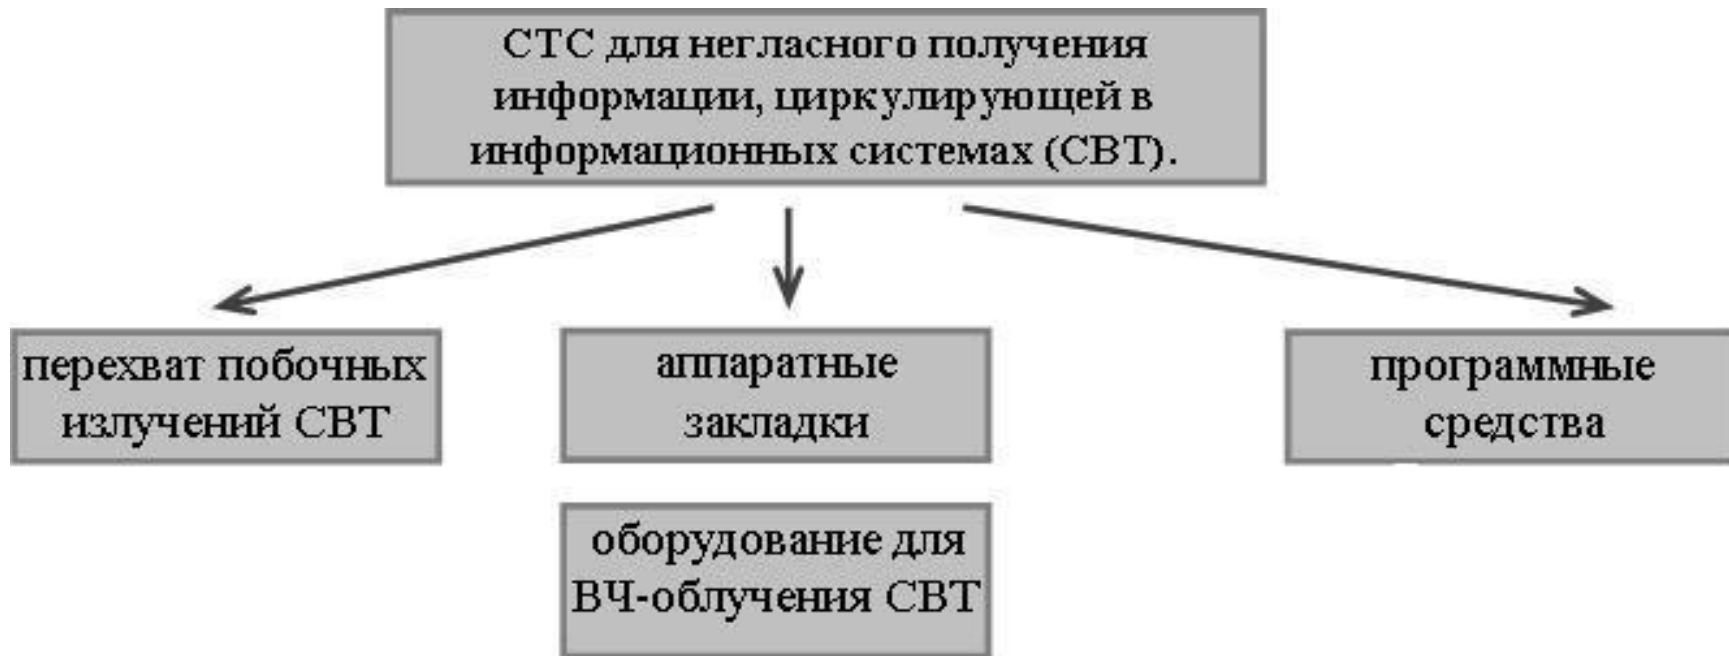 СТС для негласного получения
информации, циркулирующей в
информационных системах (СВТ).
перехват побочных
излучений СВТ
аппаратные
закладки
программные
средства
оборудование для
ВЧ-облучения СВТ